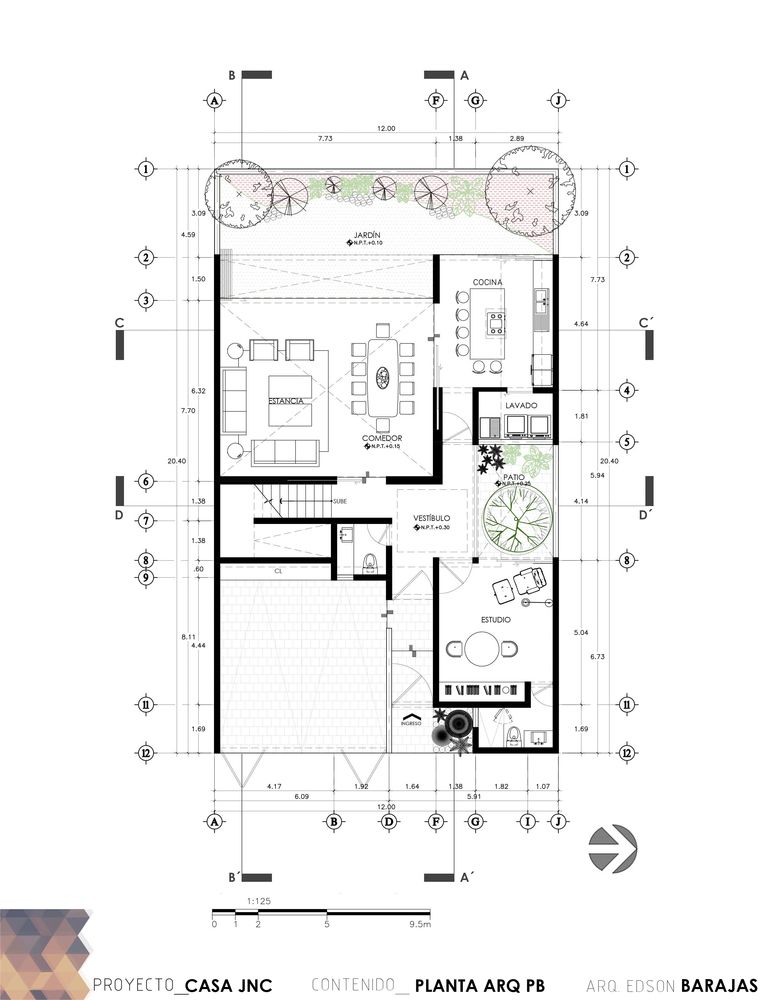 B A
A F G J
12.00
7.73 1.38 2.89
1 1
3.09 3.09
4.59
JARDÍN
N.P.T.+0.10
2 2
1.50
COCINA
7.73
3 
C C´
4.64
6.32
7.70
ESTANCIA
4
LAVADO
1.81
COMEDOR
N.P.T.+0.15
5
20.40 20.40
5.94
6
PATIO
SUBE
1.38
4.14
D D´
VESTÍBULO
N.P.T.+0.30
7
1.38
8 8
.60
CL
9
ESTUDIO
8.11
4.44
5.04
6.73
11 11
INGRESO
1.69 1.69
12 12
4.17 1.92 1.64 1.38 1.82 1.07
6.09 5.91
12.00
A B D F G I J
B´ A´
1:125
0 1 2 5 9.5m
PROYECTO_CASA JNC CONTENIDO_ PLANTA ARQ PB ARQ. EDSON BARAJAS